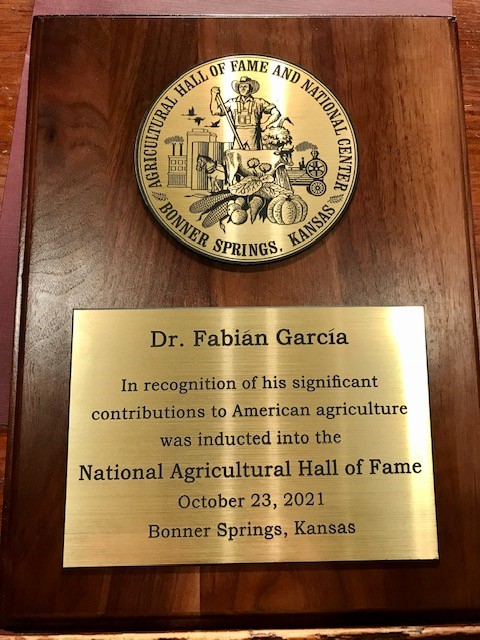 AGRICULTURAL HALL OF FAME AND NATIONAL CENTER
BONNER SPRINGS, KANSAS
Dr. Fabián García
In recognition of his significant
contributions to American agriculture
was inducted into the
National Agricultural Hall of Fame
October 23, 2021
Bonner Springs, Kansas